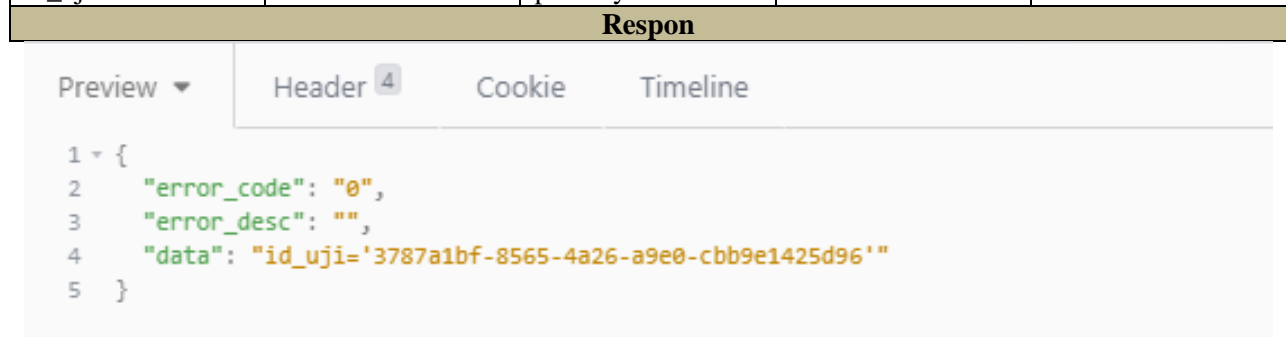 Respon
Preview Header 4 Cookie Timeline
1 {
2 "error_code": "0",
3 "error_desc": "",
4 "data": "id_uji='3787a1bf-8565-4a26-a9e0-cbb9e1425d96'"
5 }